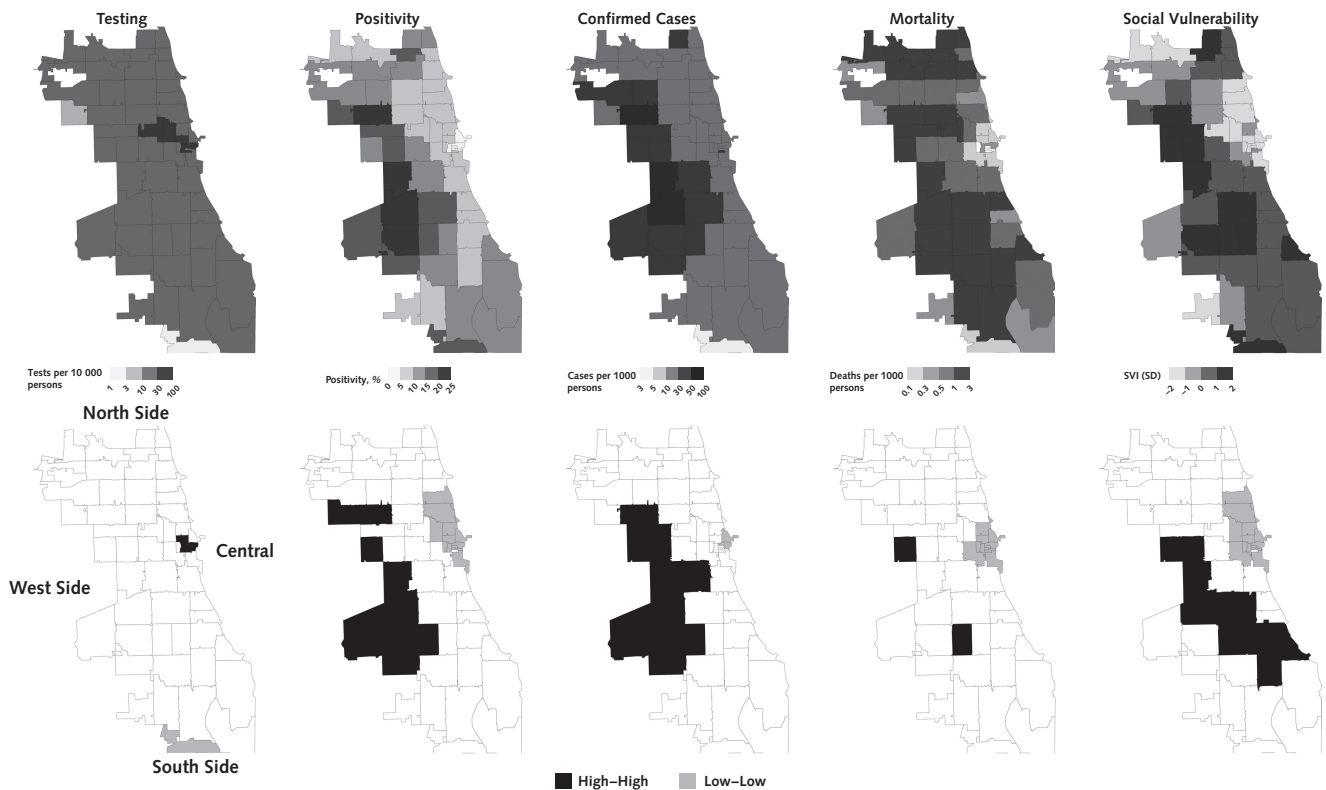 Testing
Positivity
Confirmed Cases
Mortality
Social Vulnerability
Tests per 10 000
persons
1 3 10 30 100
Positivity, %
0 5 10 15 20 25
Cases per 1000
persons
3 5 10 30 50 100
Deaths per 1000
persons
0.1 0.3 0.5 1 3
SVI (SD)
−2 −1 0 1 2
North Side
Central
West Side
South Side
High–High
Low–Low